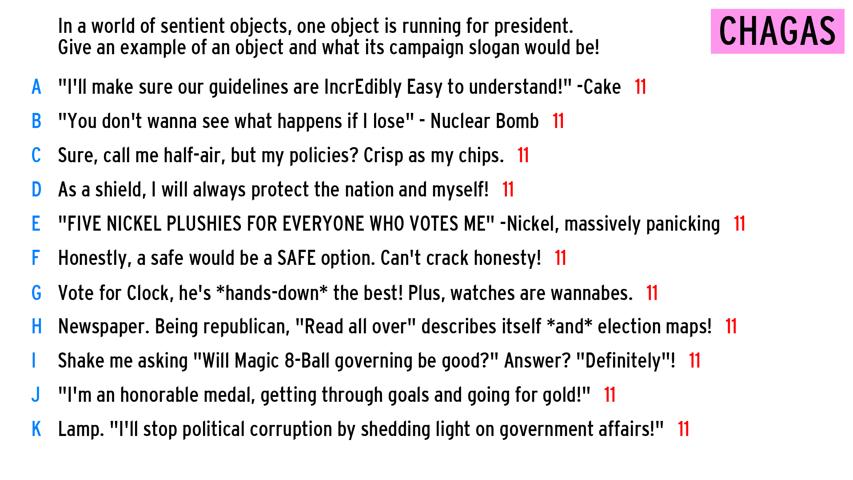 In a world of sentient objects, one object is running for president.
Give an example of an object and what its campaign slogan would be!
CHAGAS
A "I'll make sure our guidelines are IncrEdibly Easy to understand!" -Cake 11
B "You don't wanna see what happens if I lose" - Nuclear Bomb 11
C Sure, call me half-air, but my policies? Crisp as my chips. 11
D As a shield, I will always protect the nation and myself! 11
E "FIVE NICKEL PLUSHIES FOR EVERYONE WHO VOTES ME" -Nickel, massively panicking 11
F Honestly, a safe would be a SAFE option. Can't crack honesty! 11
G Vote for Clock, he's *hands-down* the best! Plus, watches are wannabes. 11
H Newspaper. Being republican, "Read all over" describes itself *and* election maps! 11
I Shake me asking "Will Magic 8-Ball governing be good?" Answer? "Definitely"! 11
J "I'm an honorable medal, getting through goals and going for gold!" 11
K Lamp. "I'll stop political corruption by shedding light on government affairs!" 11